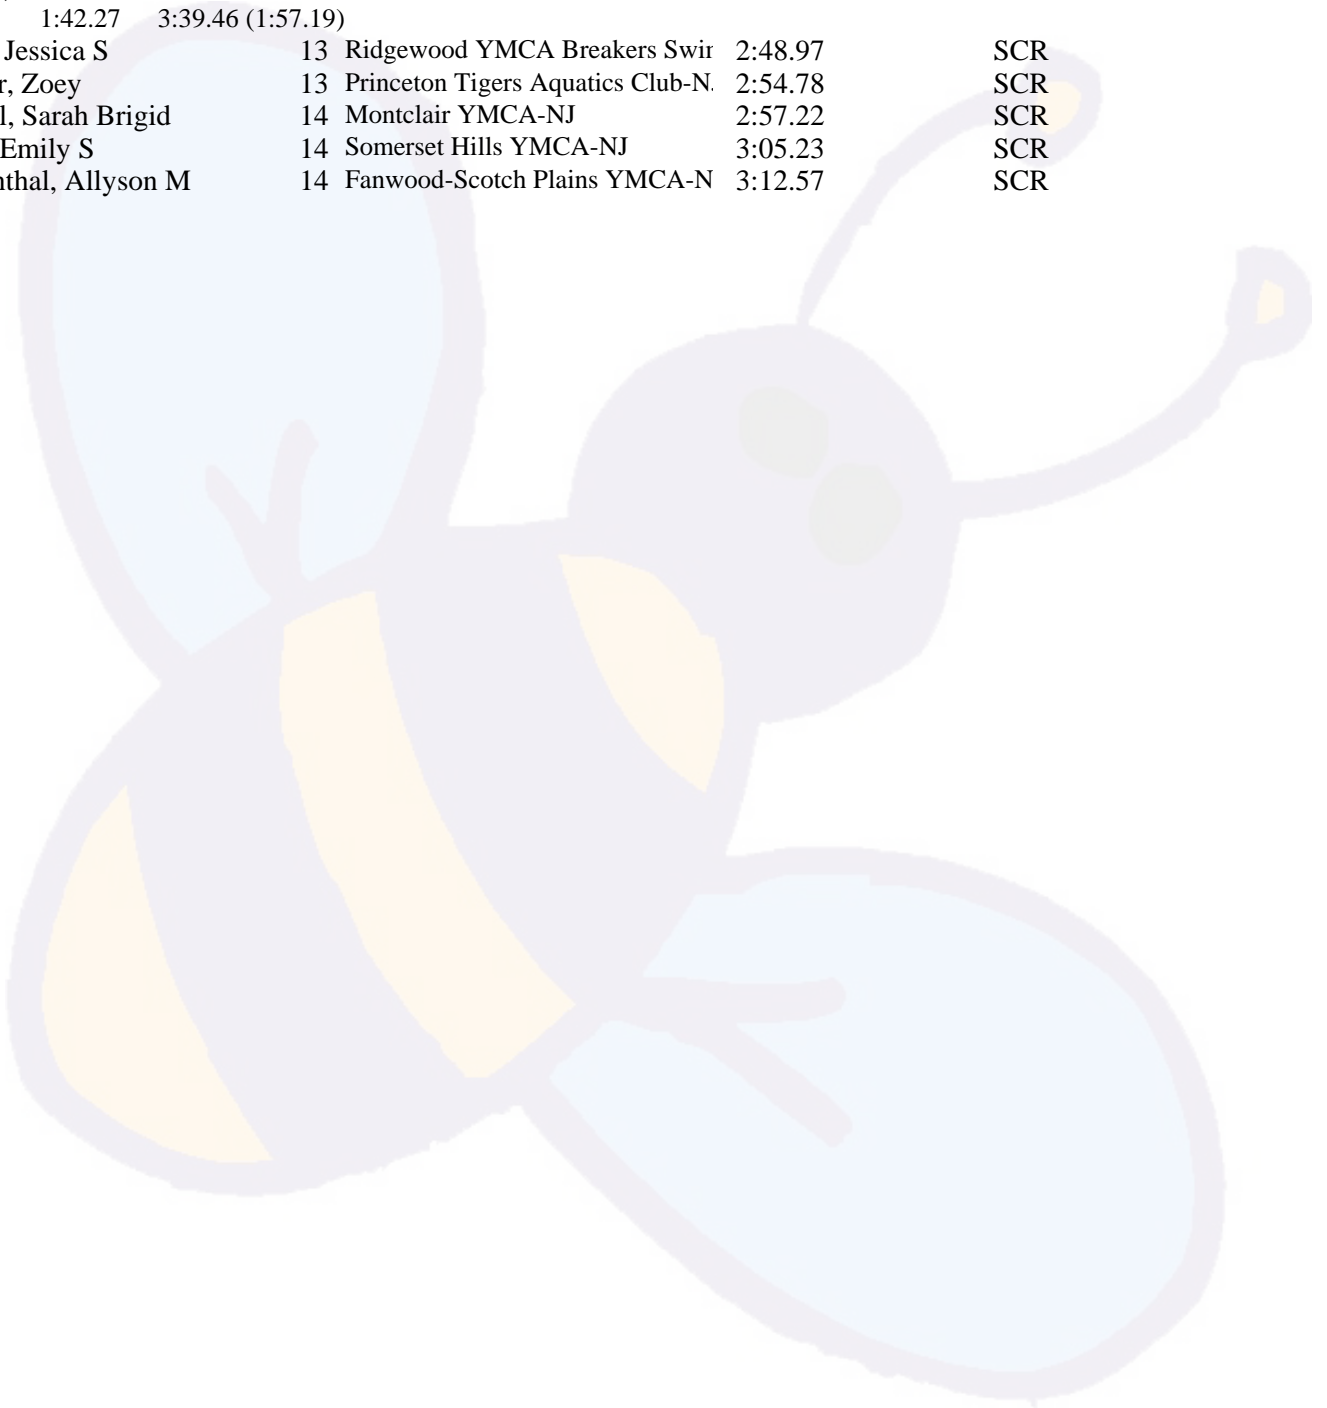 1:42.27 3:39.46 (1:57.19)
Jessica S 13 Ridgewood YMCA Breakers Swin 2:48.97 SCR
r, Zoey 13 Princeton Tigers Aquatics Club-N. 2:54.78 SCR
l, Sarah Brigid 14 Montclair YMCA-NJ 2:57.22 SCR
Emily S 14 Somerset Hills YMCA-NJ 3:05.23 SCR
nthal, Allyson M 14 Fanwood-Scotch Plains YMCA-N 3:12.57 SCR